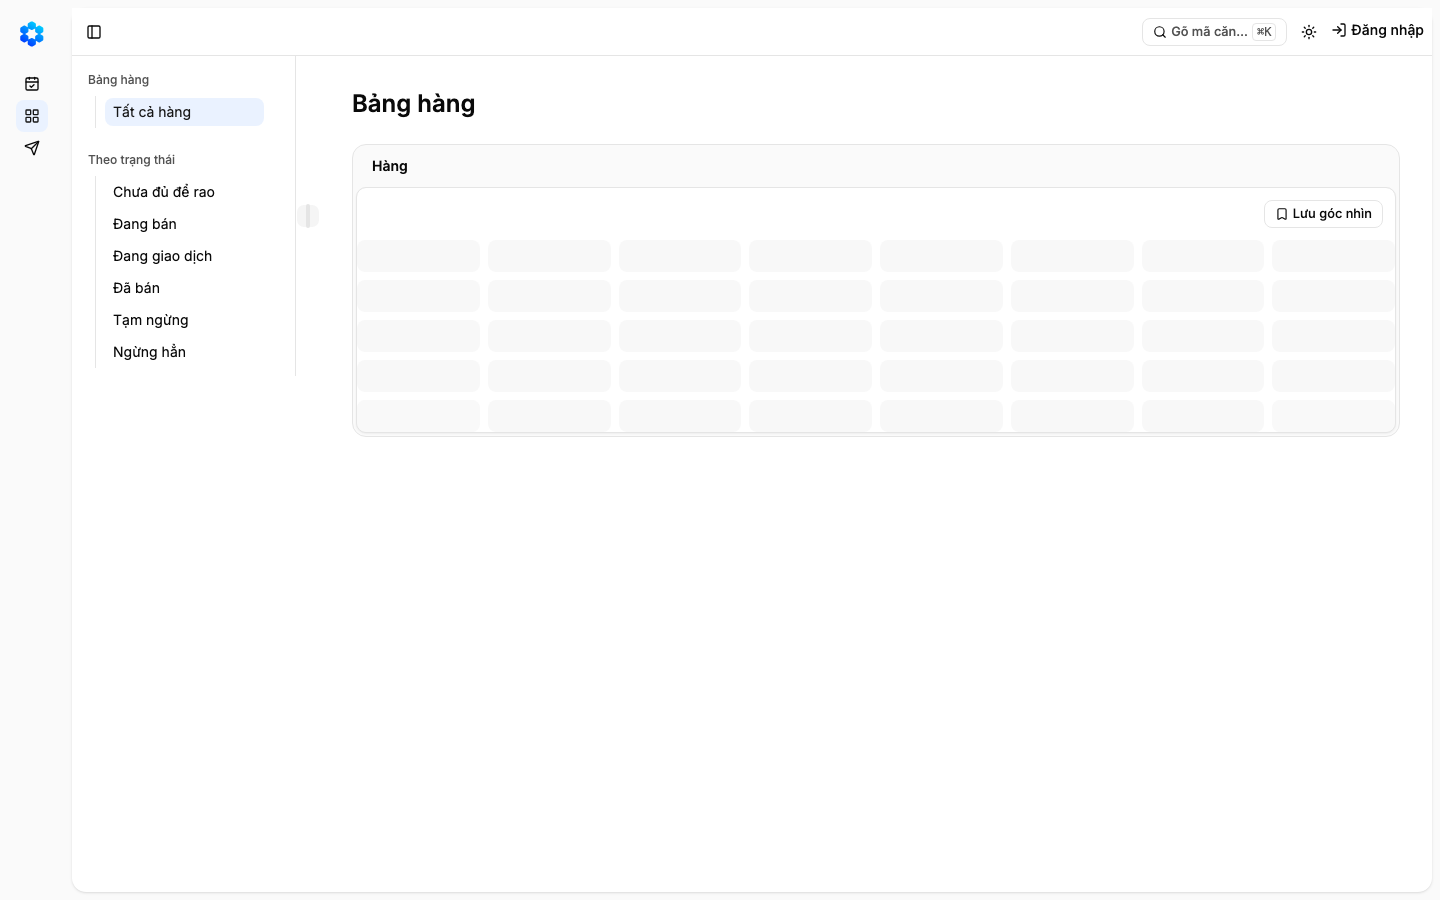 Gõ mã căn... ⌘K
Đăng nhập
Bảng hàng
Tất cả hàng
Theo trạng thái
Chưa đủ để rao
Đang bán
Đang giao dịch
Đã bán
Tạm ngừng
Ngừng hẳn
Bảng hàng
Hàng
Lưu góc nhìn